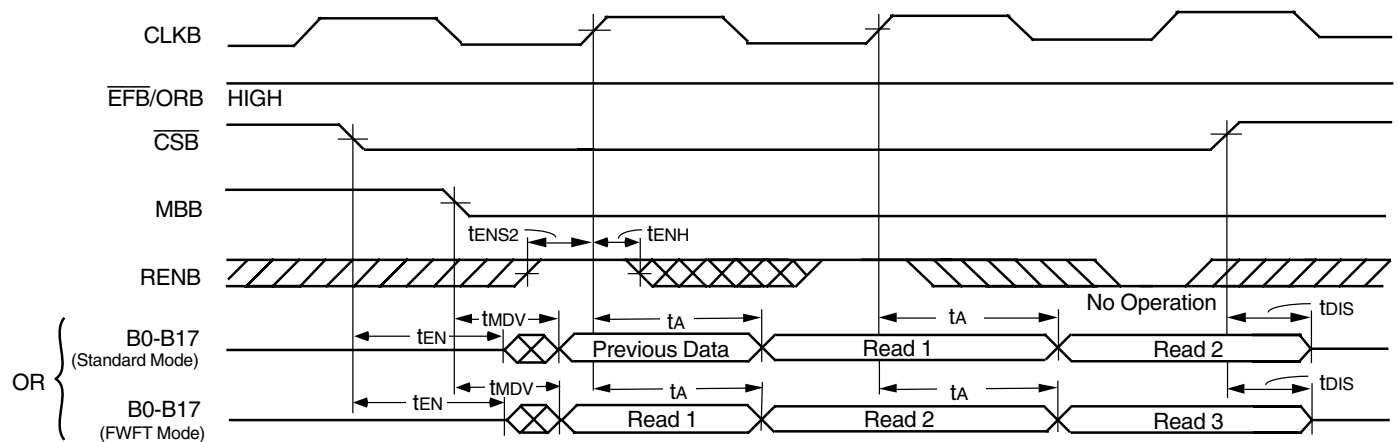 CLKB
EFB/ORB HIGH
CSB
MBB
tENS2 tENH
RENB
No Operation
tMDV tEN tA tA tDIS
B0-B17 Previous Data Read 1 Read 2
(Standard Mode)
OR
tMDV tEN tA tA tDIS
B0-B17 Read 1 Read 2 Read 3
(FWFT Mode)